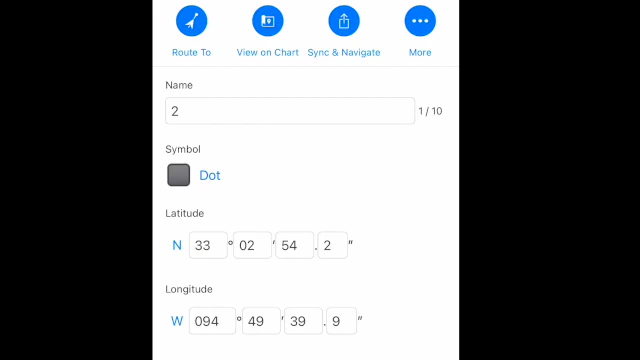 Route To View on Chart Sync & Navigate More
Name
2 1 / 10
Symbol
Dot
Latitude
N 33 ° 02 ′ 54 . 2 ″
Longitude
W 094 ° 49 ′ 39 . 9 ″